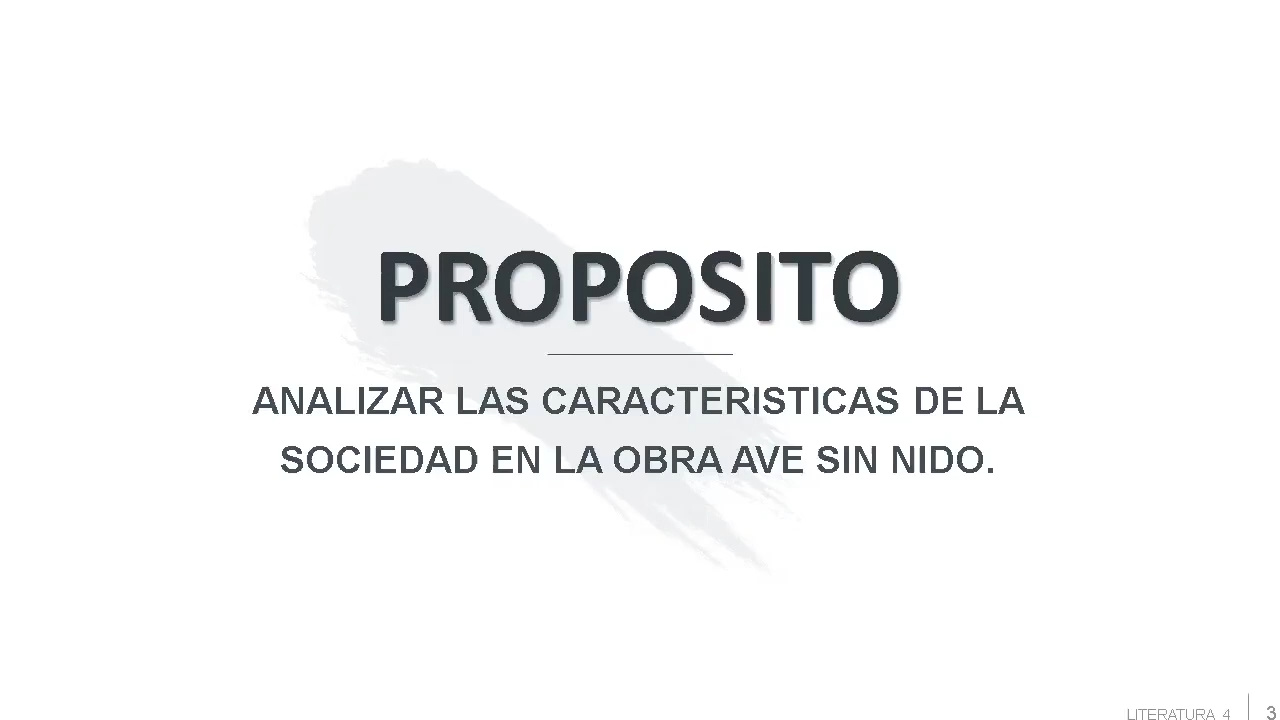 PROPOSITO
ANALIZAR LAS CARACTERISTICAS DE LA
SOCIEDAD EN LA OBRA AVE SIN NIDO.
LITERATURA 4
3